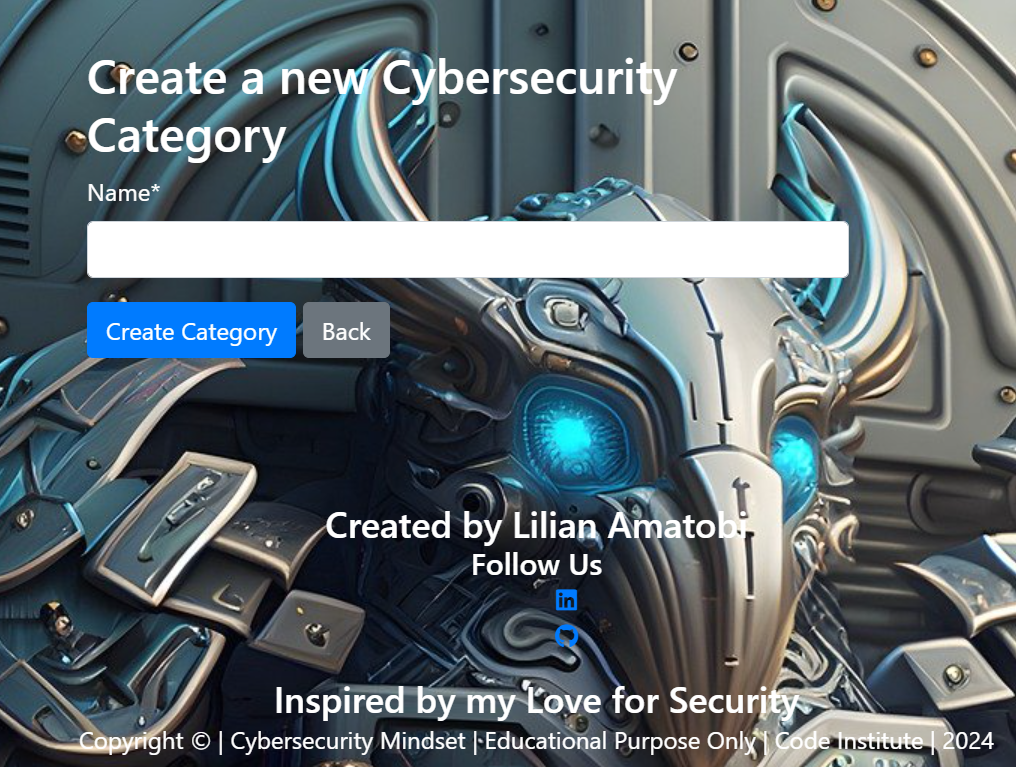 Create a new Cybersecurity
Category
Name*
Create Category Back
Created by Lilian Amatobi
Follow Us
in
Inspired by my Love for Security
Copyright © | Cybersecurity Mindset | Educational Purpose Only | Code Institute | 2024